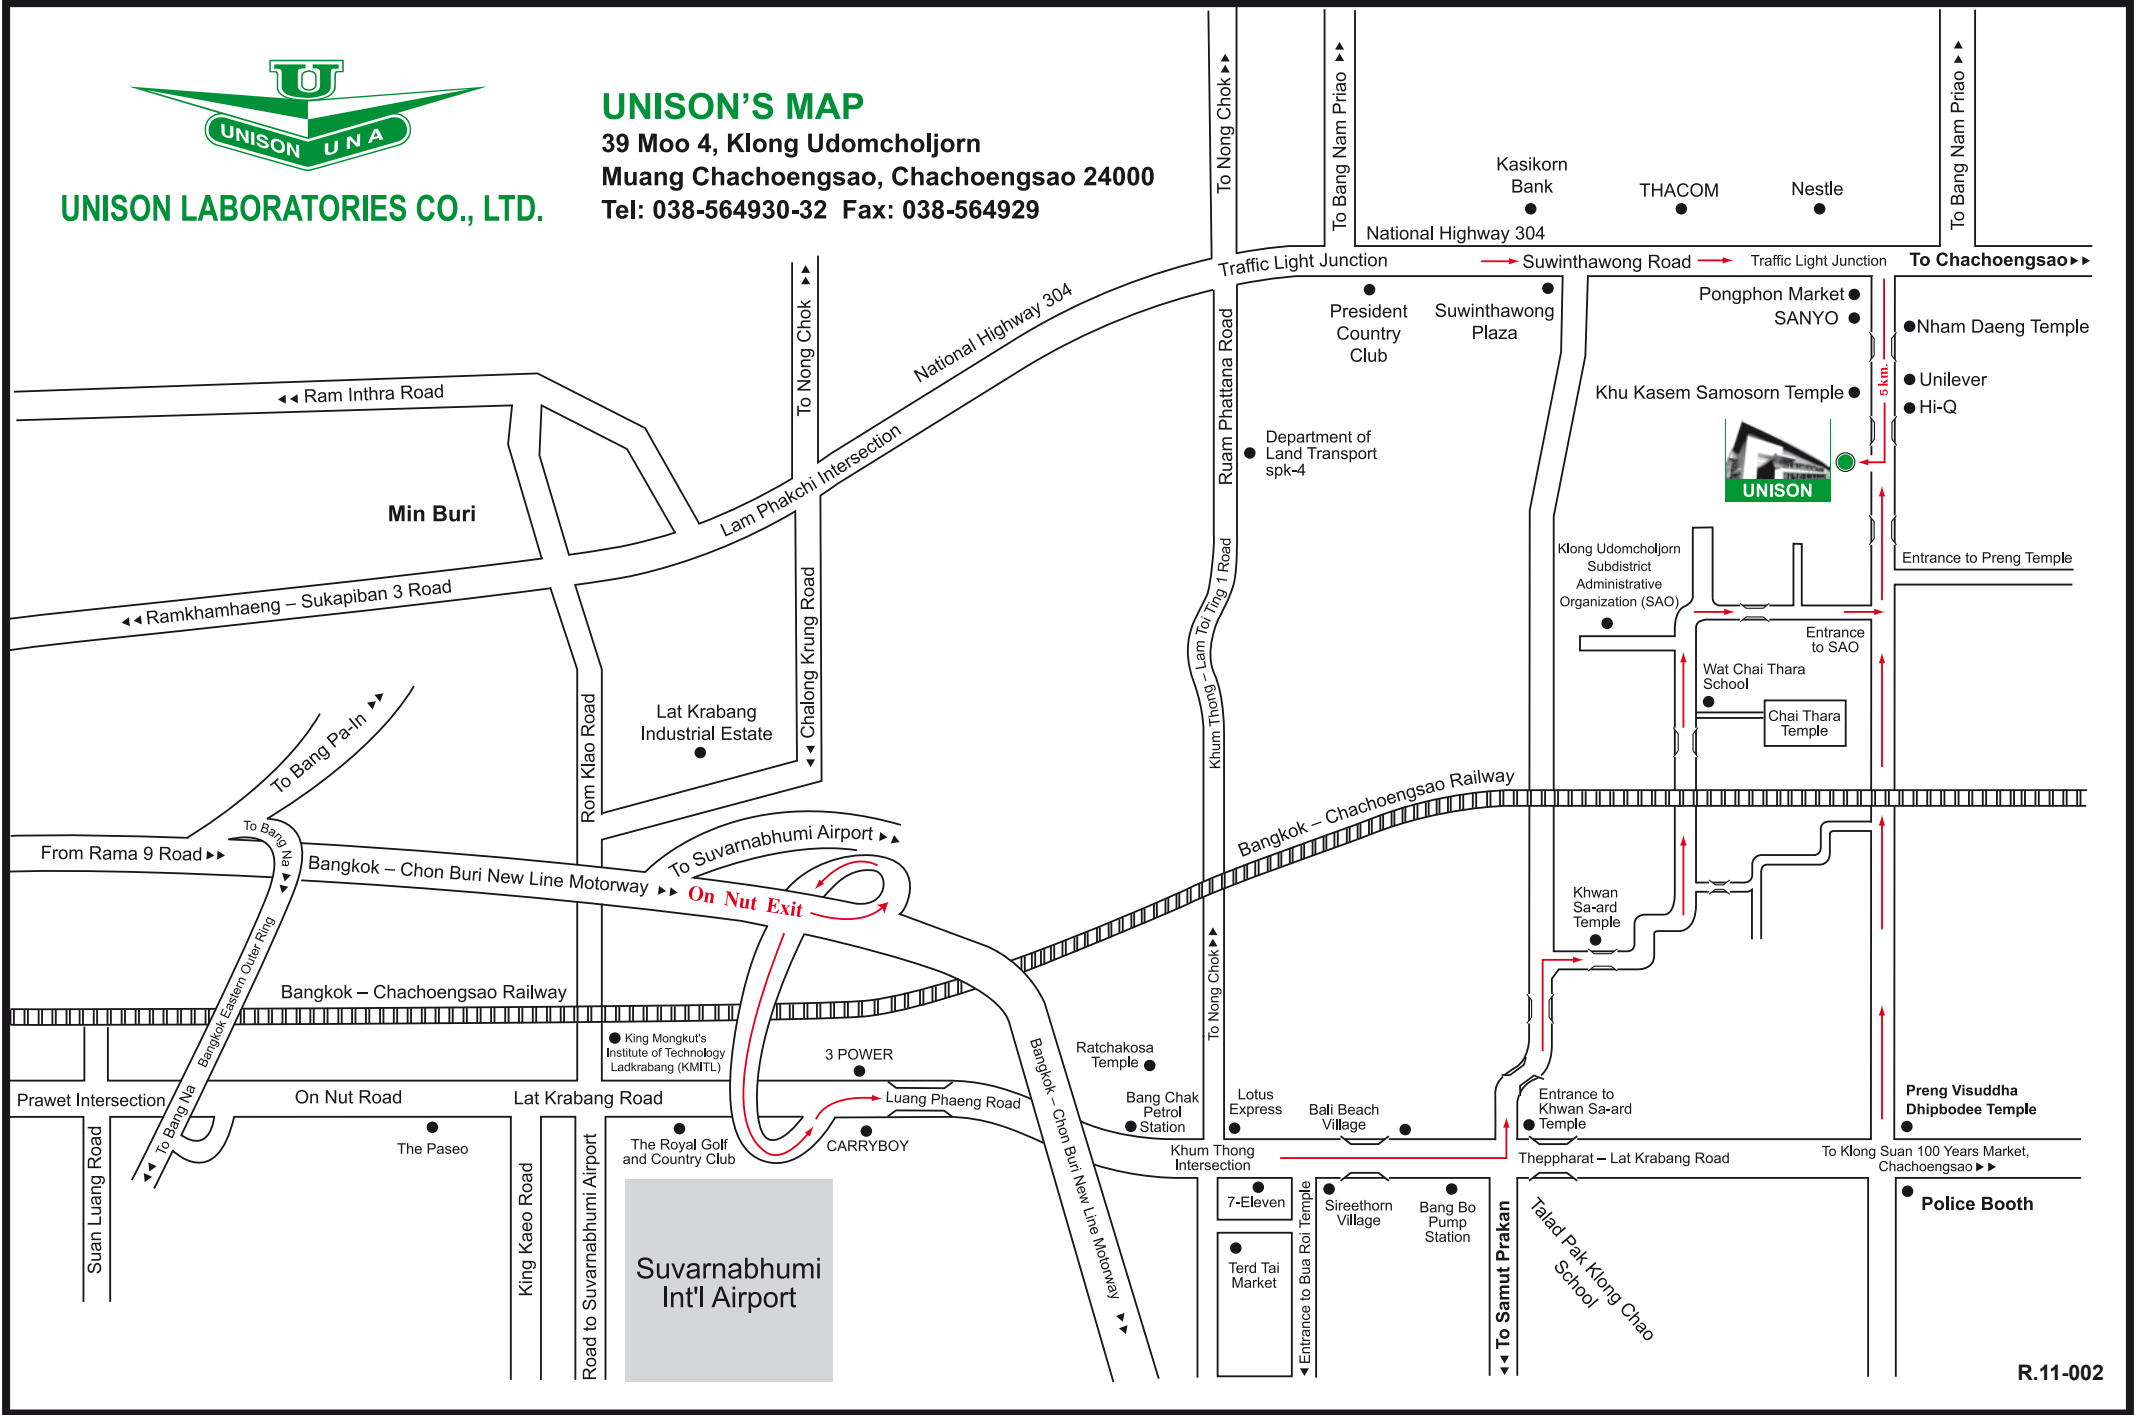 U
UNISON UNA
UNISON LABORATORIES CO., LTD.
UNISON'S MAP
39 Moo 4, Klong Udomcholjorn
Muang Chachoengsao, Chachoengsao 24000
Tel: 038-564930-32 Fax: 038-564929
To Nong Chok
To Bang Nam Priao
To Bang Nam Priao
Kasikorn
Bank
THACOM
Nestle
National Highway 304
Traffic Light Junction
Suwinthawong Road
Traffic Light Junction
To Chachoengsao
President
Country
Club
Suwinthawong
Plaza
Pongphon Market
SANYO
Nham Daeng Temple
5 km.
Unilever
Hi-Q
Khu Kasem Samosorn Temple
UNISON
To Nong Chok
National Highway 304
Ruam Phattana Road
Ram Inthra Road
Lam Phakchi Intersection
Department of
Land Transport
spk-4
Min Buri
Ramkhamhaeng – Sukapiban 3 Road
Chalong Krung Road
Khum Thong – Lam Toi Ting 1 Road
Klong Udomcholjorn
Subdistrict
Administrative
Organization (SAO)
Entrance to Preng Temple
Entrance
to SAO
Wat Chai Thara
School
Chai Thara
Temple
Rom Klao Road
Lat Krabang
Industrial Estate
To Bang Pa-In
To Bang Na
From Rama 9 Road
Bangkok – Chon Buri New Line Motorway
To Suvarnabhumi Airport
On Nut Exit
Bangkok – Chachoengsao Railway
Khwan
Sa-ard
Temple
Bangkok Eastern Outer Ring
Bangkok – Chachoengsao Railway
To Nong Chok
King Mongkut's
Institute of Technology
Ladkrabang (KMITL)
3 POWER
Bangkok – Chon Buri New Line Motorway
Ratchakosa
Temple
Prawet Intersection
To Bang Na
On Nut Road
Lat Krabang Road
Luang Phaeng Road
Bang Chak
Petrol
Station
Lotus
Express
Bali Beach
Village
Entrance to
Khwan Sa-ard
Temple
Preng Visuddha
Dhipbodee Temple
The Paseo
The Royal Golf
and Country Club
CARRYBOY
Khum Thong
Intersection
Theppharat – Lat Krabang Road
To Klong Suan 100 Years Market,
Chachoengsao
Suan Luang Road
King Kaeo Road
Road to Suvarnabhumi Airport
Suvarnabhumi
Int'l Airport
7-Eleven
Terd Tai
Market
Entrance to Bua Roi Temple
Sireethorn
Village
Bang Bo
Pump
Station
To Samut Prakan
Talad Pak Klong Chao
School
Police Booth
R.11-002